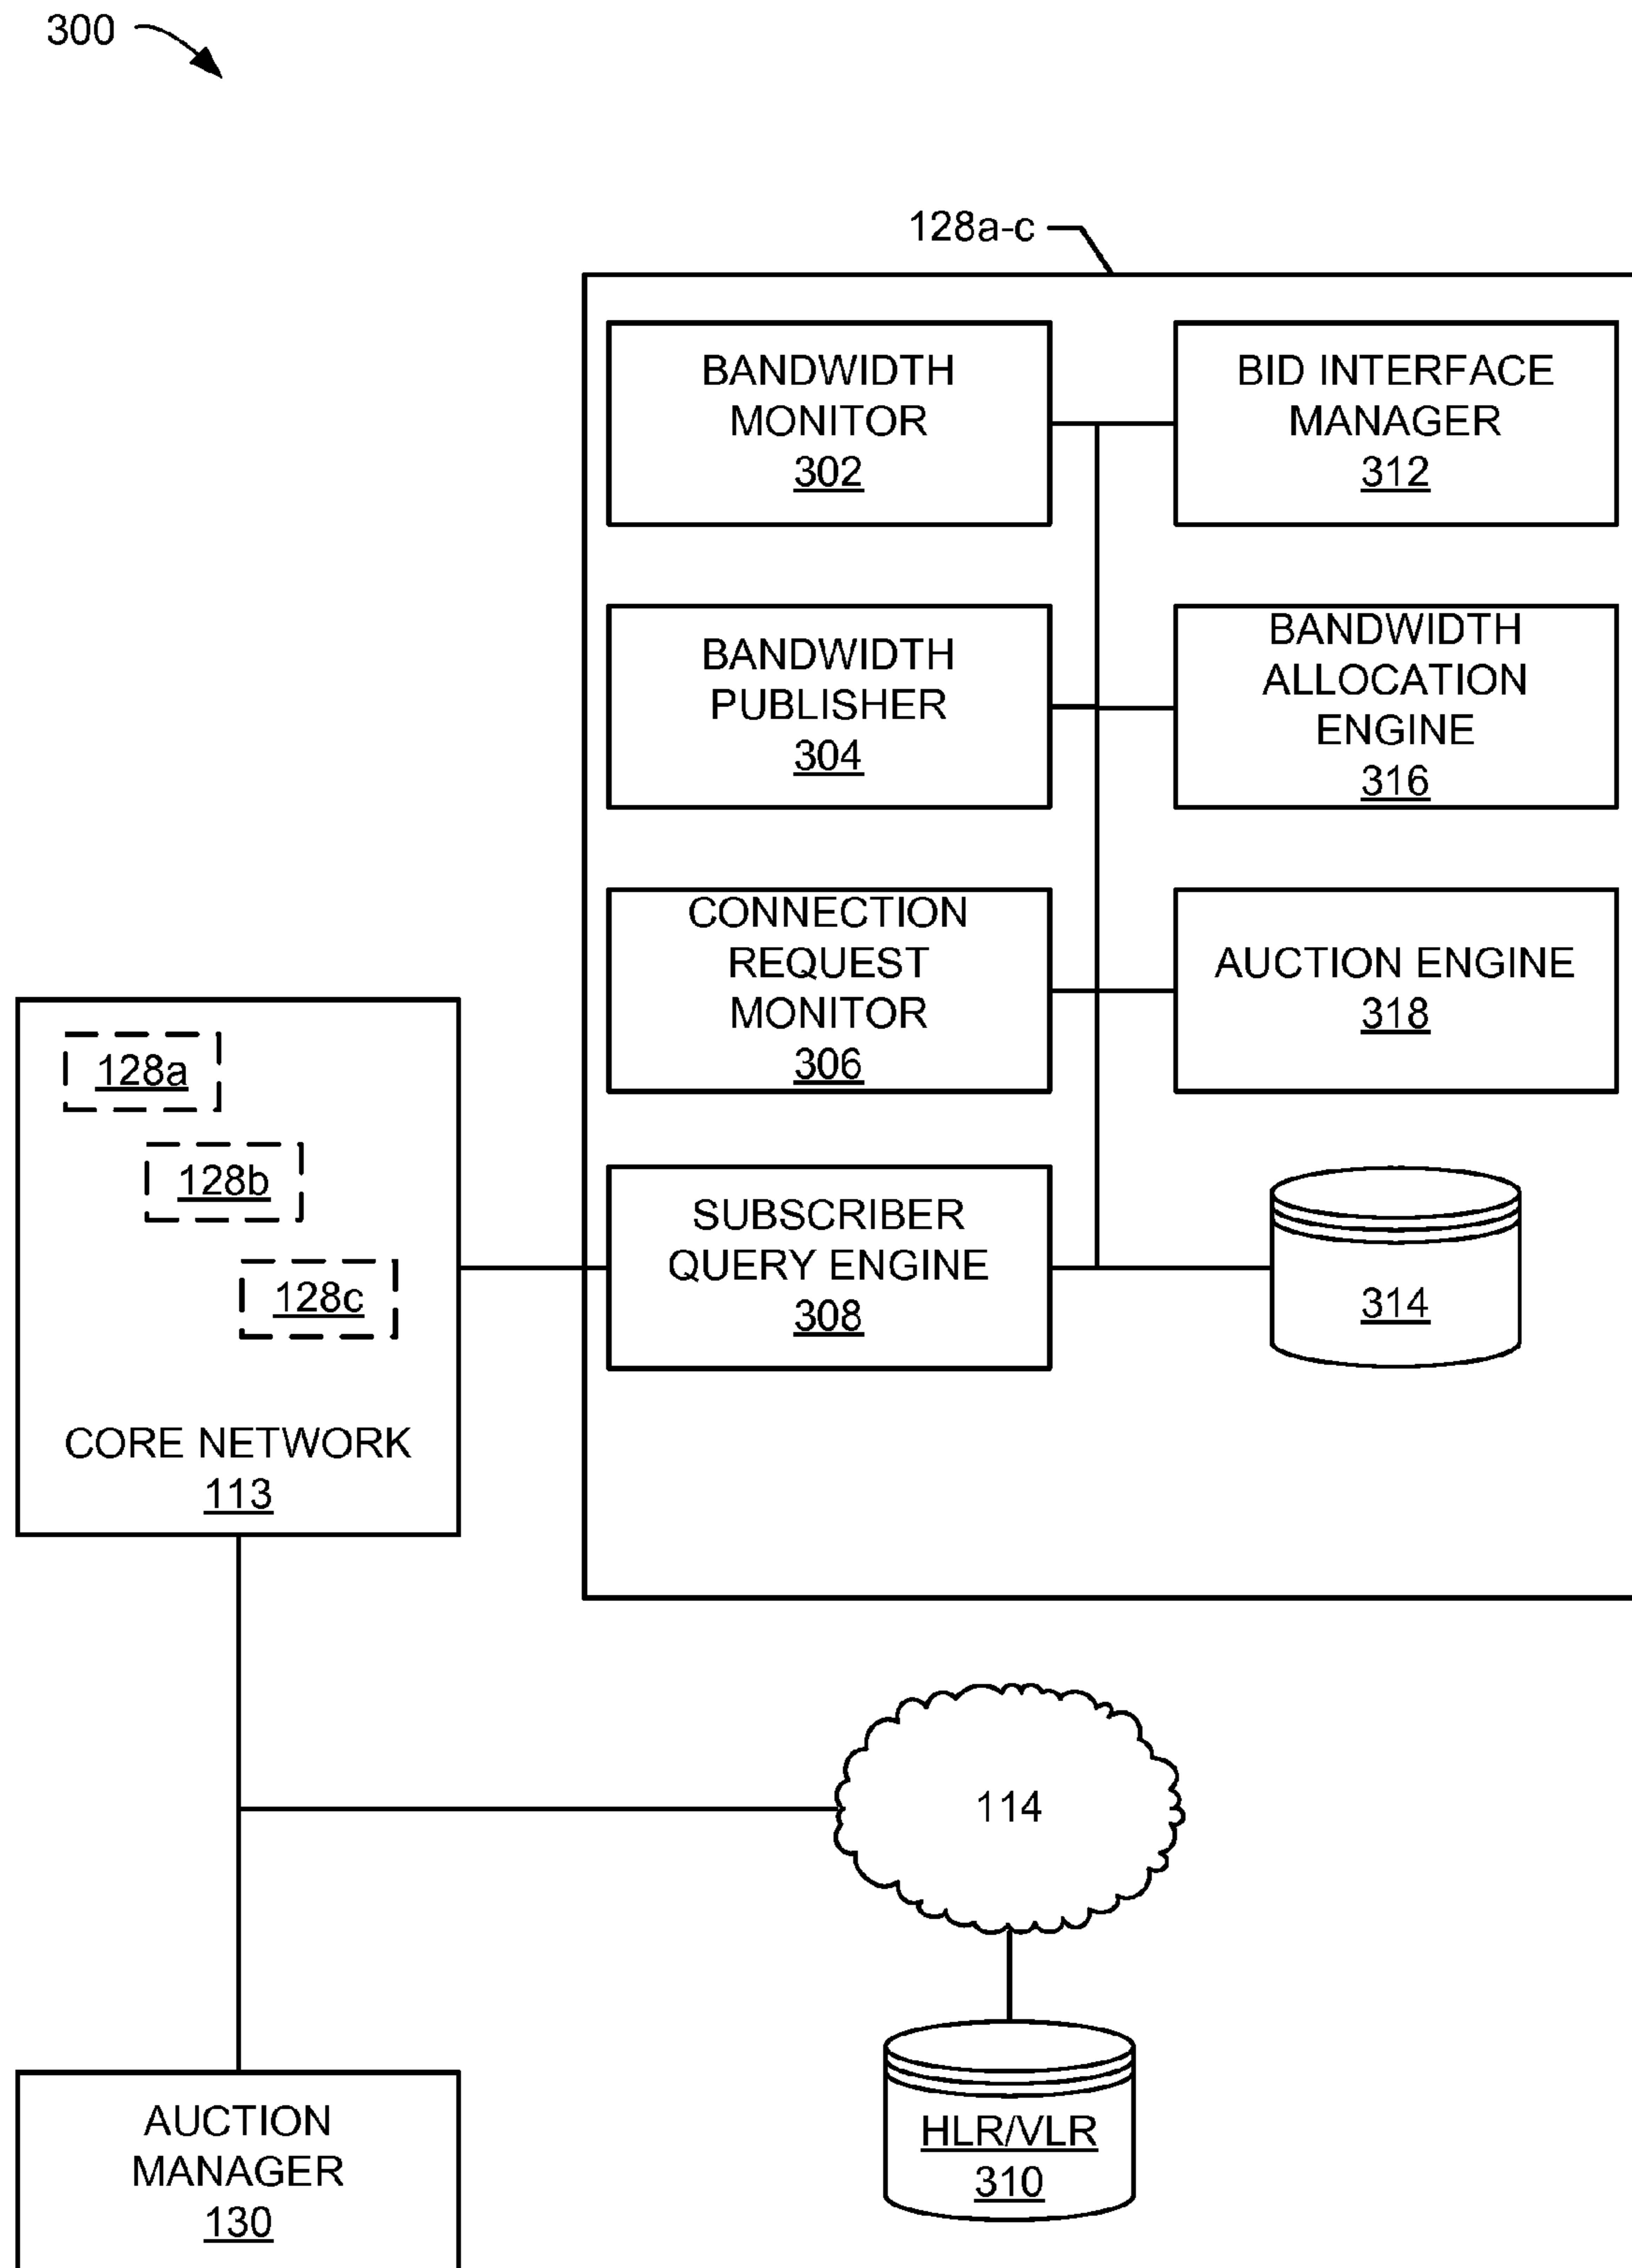 300
128a-c
BANDWIDTH
MONITOR
302
BID INTERFACE
MANAGER
312
BANDWIDTH
PUBLISHER
304
BANDWIDTH
ALLOCATION
ENGINE
316
CONNECTION
REQUEST
MONITOR
306
AUCTION ENGINE
318
SUBSCRIBER
QUERY ENGINE
308
314
128a
128b
128c
CORE NETWORK
113
114
HLR/VLR
310
AUCTION
MANAGER
130